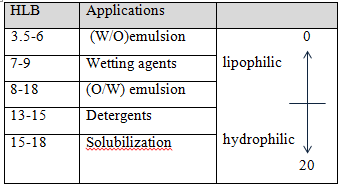 HLB Applications
3.5-6 (W/O)emulsion 0
7-9 Wetting agents lipophilic
8-18 (O/W) emulsion
13-15 Detergents
15-18 Solubilization hydrophilic
20